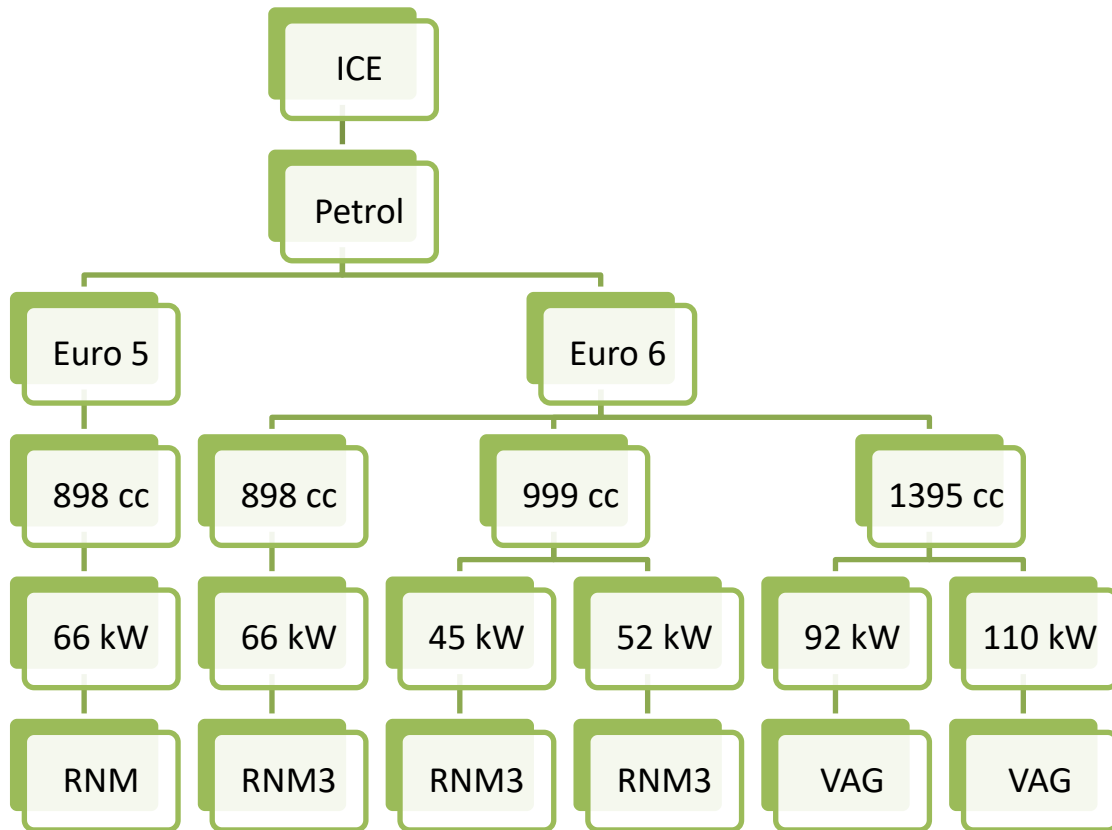 ICE
Petrol
Euro 5
Euro 6
898 cc
898 cc
999 cc
1395 cc
66 kW
66 kW
45 kW
52 kW
92 kW
110 kW
RNM
RNM3
RNM3
RNM3
VAG
VAG